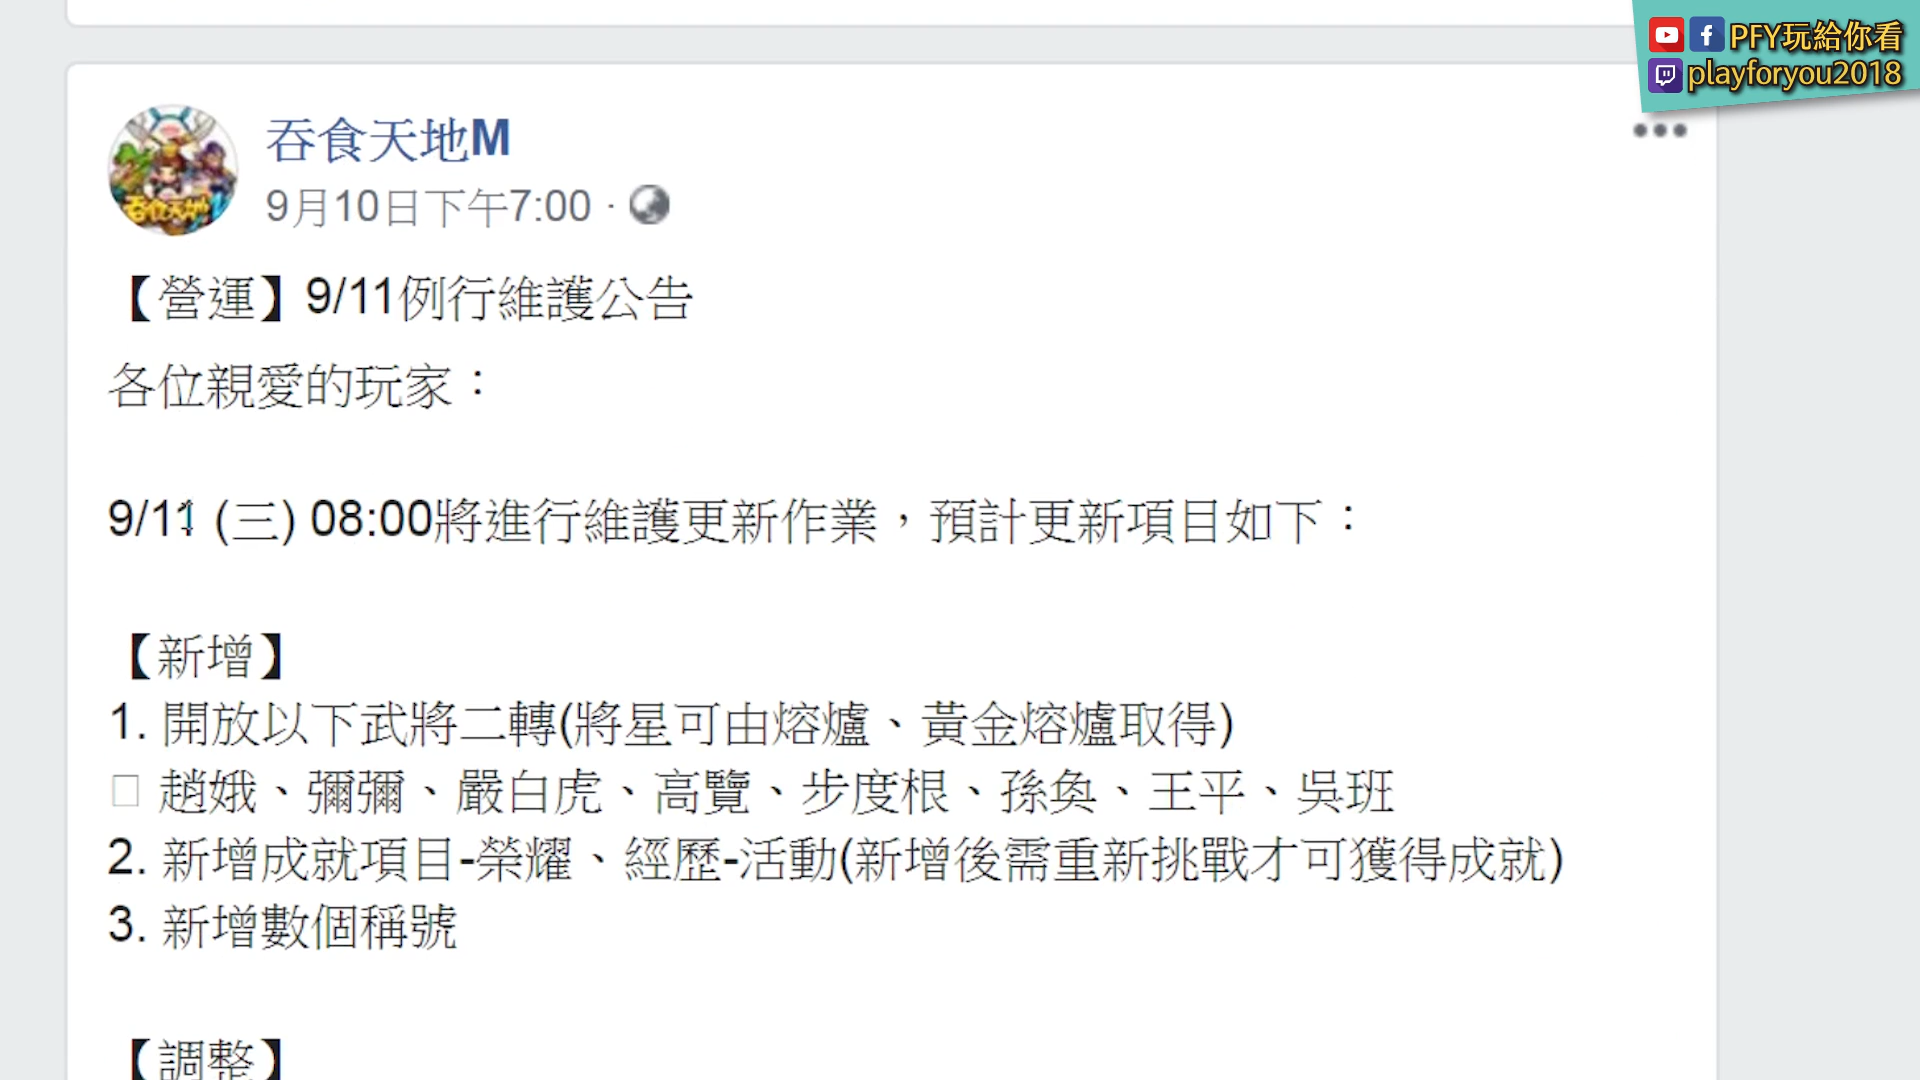 PFY玩給你看
playforyou2018
吞食天地M
9月10日下午7:00 ·
【營運】9/11例行維護公告
各位親愛的玩家：
9/11 (三) 08:00將進行維護更新作業，預計更新項目如下：
【新增】
1. 開放以下武將二轉(將星可由熔爐、黃金熔爐取得)
□ 趙娥、彌彌、嚴白虎、高覽、步度根、孫奐、王平、吳班
2. 新增成就項目-榮耀、經歷-活動(新增後需重新挑戰才可獲得成就)
3. 新增數個稱號
【調整】